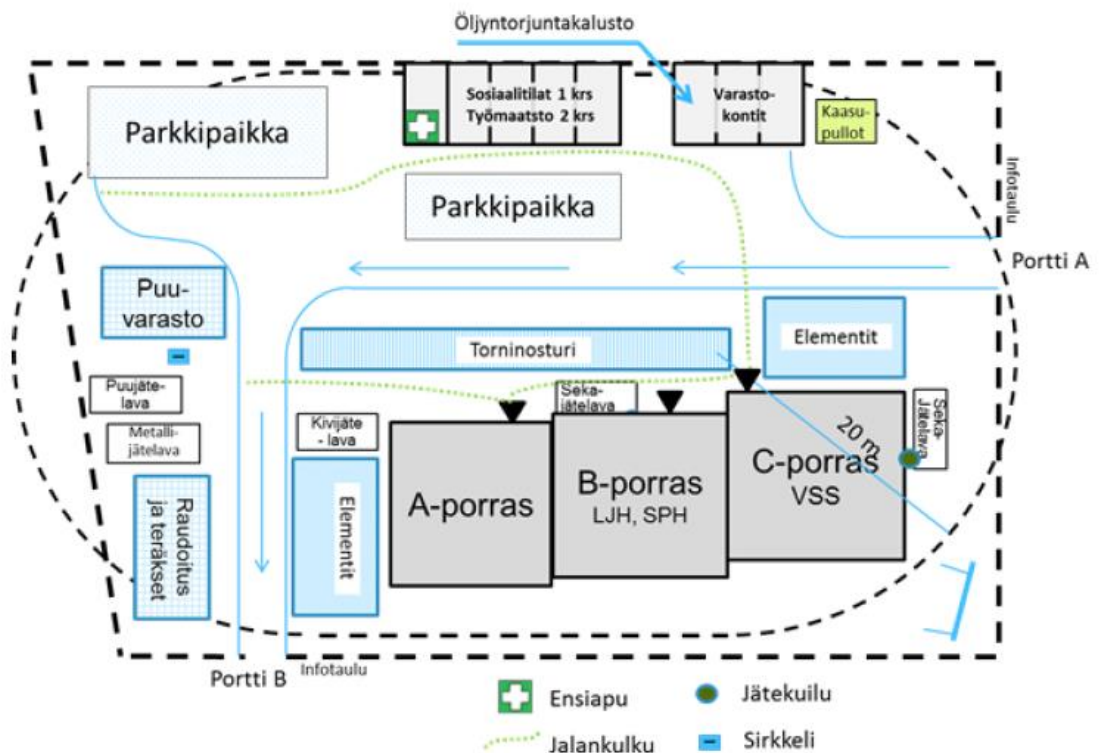 Öljyntorjuntakalusto
Parkkipaikka
Sosiaalitilat 1 krs
Työmaatsto 2 krs
Varasto-
kontit
Kaasu-
pullot
Infotaulu
Parkkipaikka
Portti A
Puu-
varasto
Torninosturi
Elementit
Puujäte-
lava
Metalli-
jätelava
Kivijäte
- lava
Seka-
jätelava
Seka-
Jätelava
20 m
A-porras
B-porras
LJH, SPH
C-porras
VSS
Raudoitus
ja teräkset
Elementit
Portti B
Infotaulu
Ensiapu
Jätekuilu
Jalankulku
Sirkkeli